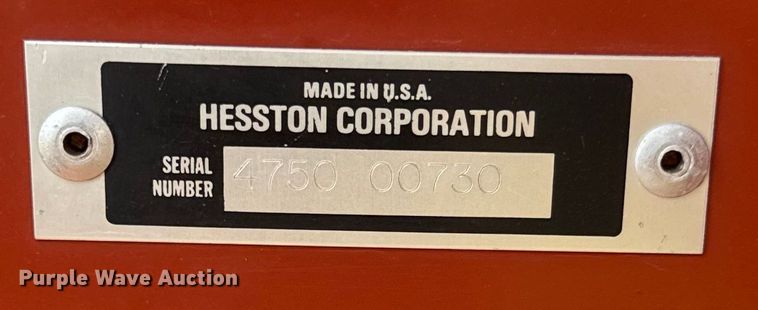 MADE IN U.S.A.
HESSTON CORPORATION
SERIAL
NUMBER
4750 00730
Purple Wave Auction